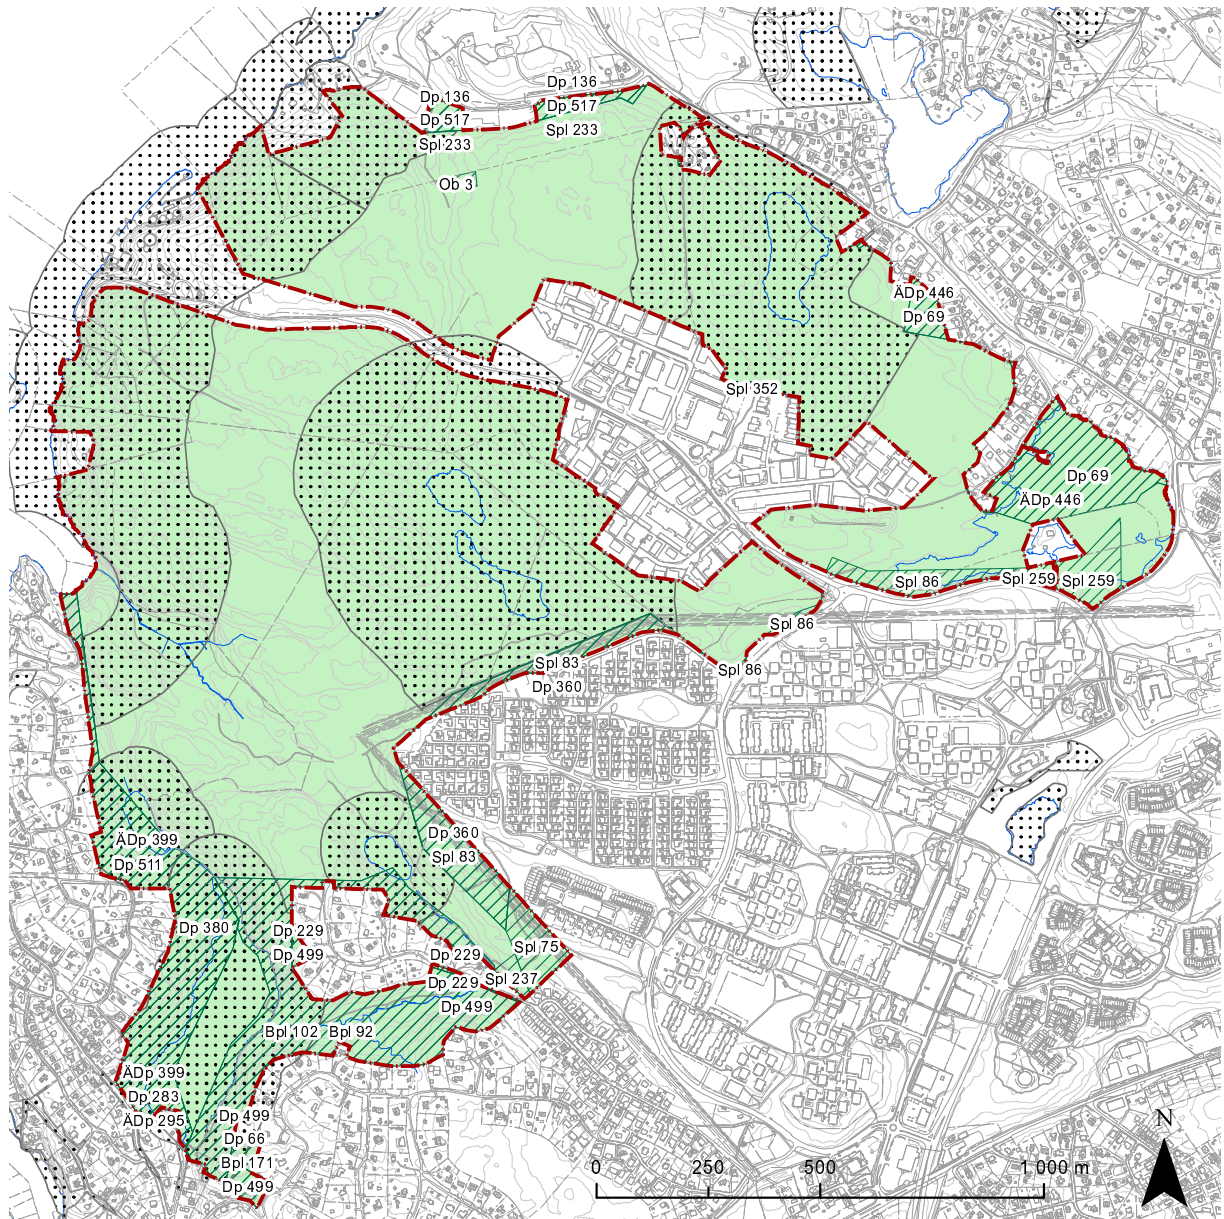 Dp 136
Dp 136
Dp 517
Dp 517
Spl 233
Spl 233
Ob 3
ÄDp 446
Dp 69
Spl 352
Dp 69
ÄDp 446
Spl 86
Spl 259
Spl 259
Spl 86
Spl 83
Spl 86
Dp 360
Dp 360
ÄDp 399
Spl 83
Dp 511
Dp 380
Dp 229
Dp 499
Dp 229
Spl 75
Spl 237
Dp 229
Dp 499
Bpl 102
Bpl 92
ÄDp 399
Dp 283
ÄDp 295
Dp 499
Dp 66
Bpl 171
Dp 499
N
0 250 500 1 000 m